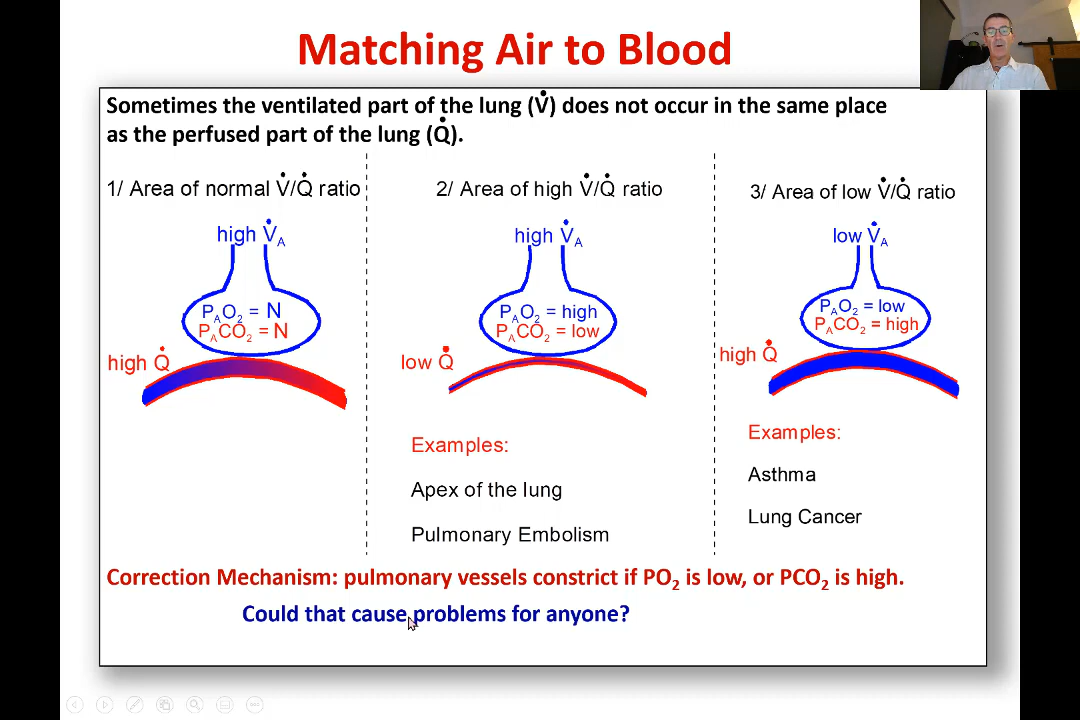 Matching Air to Blood
Sometimes the ventilated part of the lung (V̇) does not occur in the same place
as the perfused part of the lung (Q̇).
1/ Area of normal V̇/Q̇ ratio
high V̇A
PAO2 = N
PACO2 = N
high Q̇
2/ Area of high V̇/Q̇ ratio
high V̇A
PAO2 = high
PACO2 = low
low Q̇
Examples:
Apex of the lung
Pulmonary Embolism
3/ Area of low V̇/Q̇ ratio
low V̇A
PAO2 = low
PACO2 = high
high Q̇
Examples:
Asthma
Lung Cancer
Correction Mechanism: pulmonary vessels constrict if PO2 is low, or PCO2 is high.
Could that cause problems for anyone?